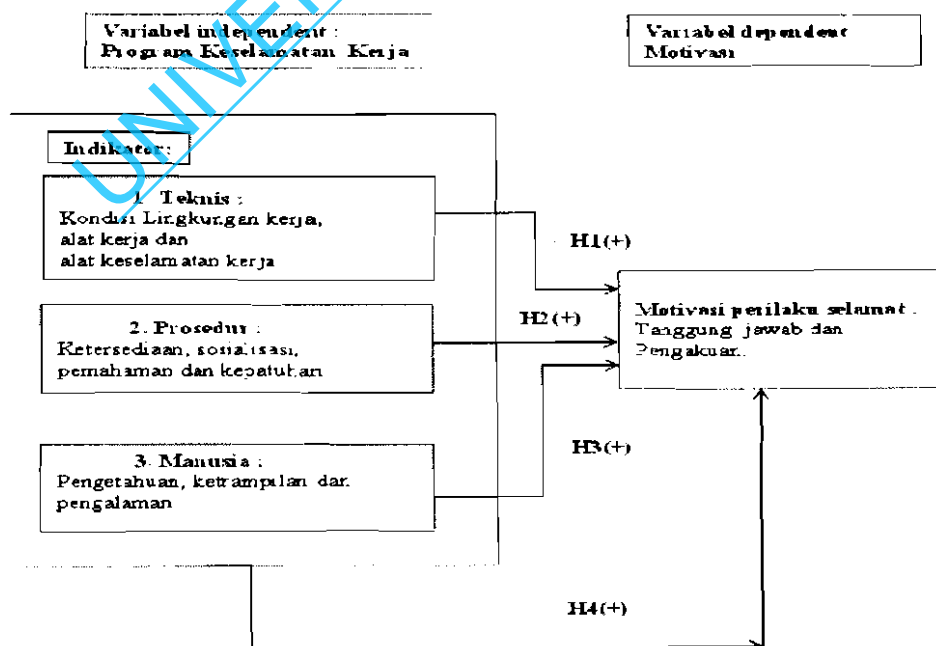 Variabel independent :
Program Keselamatan Kerja
Variabel dependent
Motivasi
UNIVER
Indikator:
1 Teknis :
Kondisi Lingkungan kerja,
alat kerja dan
alat keselamatan kerja
H1(+)
2. Prosedur :
Ketersediaan, sosialisasi,
pemahaman dan kepatuhan
H2(+)
Motivasi perilaku selamat :
Tanggung jawab dan
Pengakuan.
3. Manusia :
Pengetahuan, ketrampilan dan
pengalaman
H3(+)
H4(+)